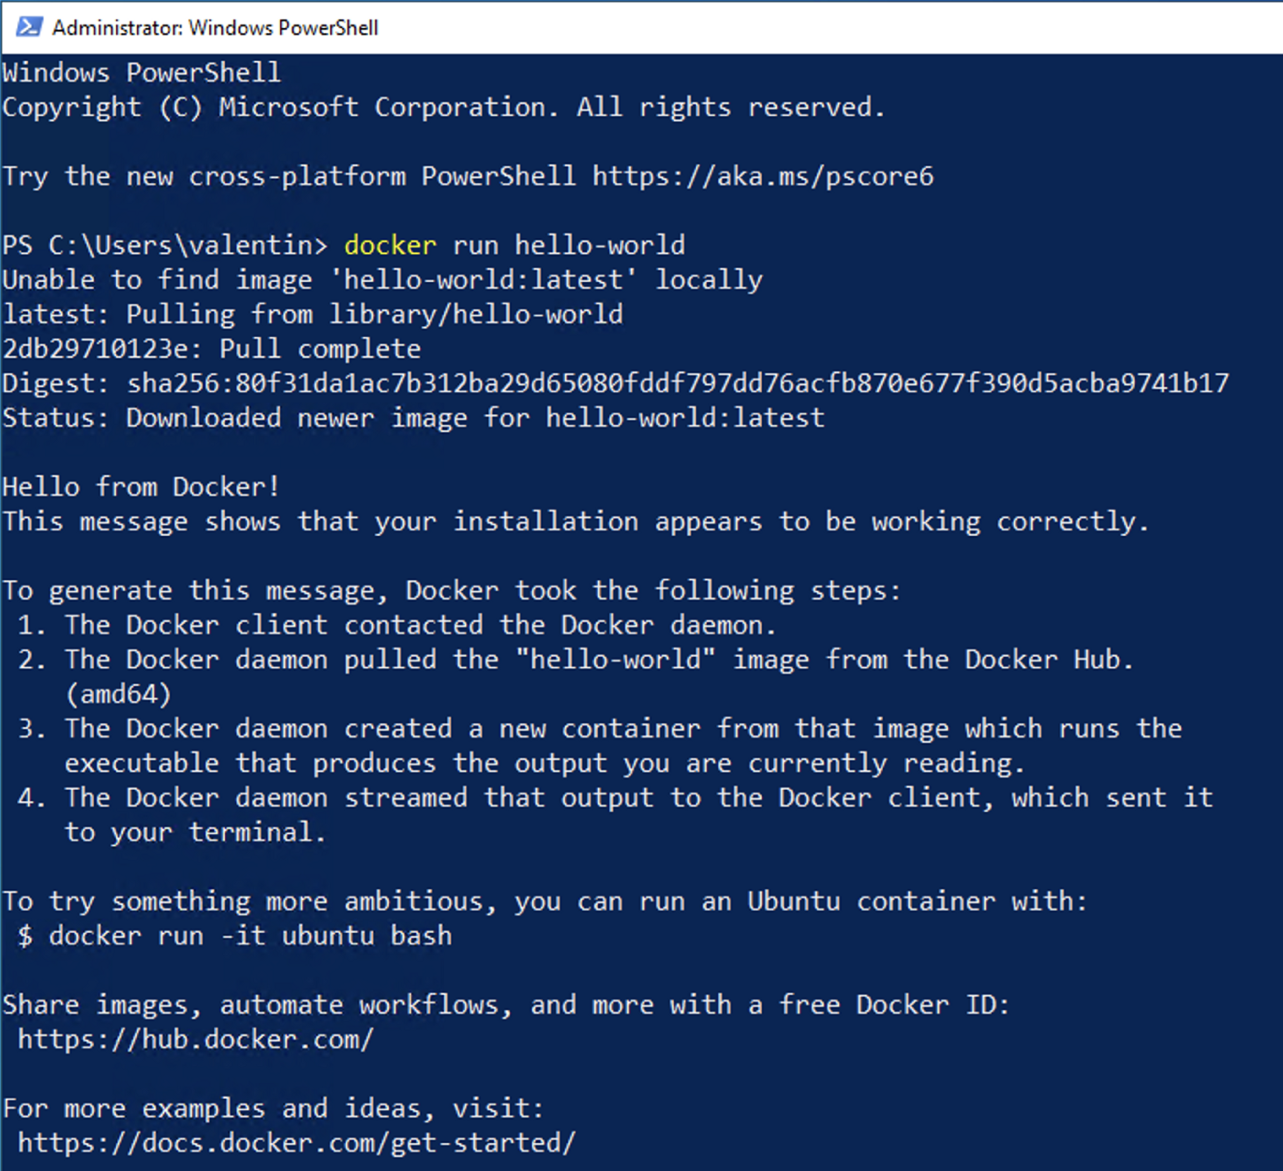 Administrator: Windows PowerShell
Windows PowerShell
Copyright (C) Microsoft Corporation. All rights reserved.
Try the new cross-platform PowerShell https://aka.ms/pscore6
PS C:\Users\valentin> docker run hello-world
Unable to find image 'hello-world:latest' locally
latest: Pulling from library/hello-world
2db29710123e: Pull complete
Digest: sha256:80f31da1ac7b312ba29d65080fddf797dd76acfb870e677f390d5acba9741b17
Status: Downloaded newer image for hello-world:latest
Hello from Docker!
This message shows that your installation appears to be working correctly.
To generate this message, Docker took the following steps:
1. The Docker client contacted the Docker daemon.
2. The Docker daemon pulled the "hello-world" image from the Docker Hub.
(amd64)
3. The Docker daemon created a new container from that image which runs the
executable that produces the output you are currently reading.
4. The Docker daemon streamed that output to the Docker client, which sent it
to your terminal.
To try something more ambitious, you can run an Ubuntu container with:
$ docker run -it ubuntu bash
Share images, automate workflows, and more with a free Docker ID:
https://hub.docker.com/
For more examples and ideas, visit:
https://docs.docker.com/get-started/